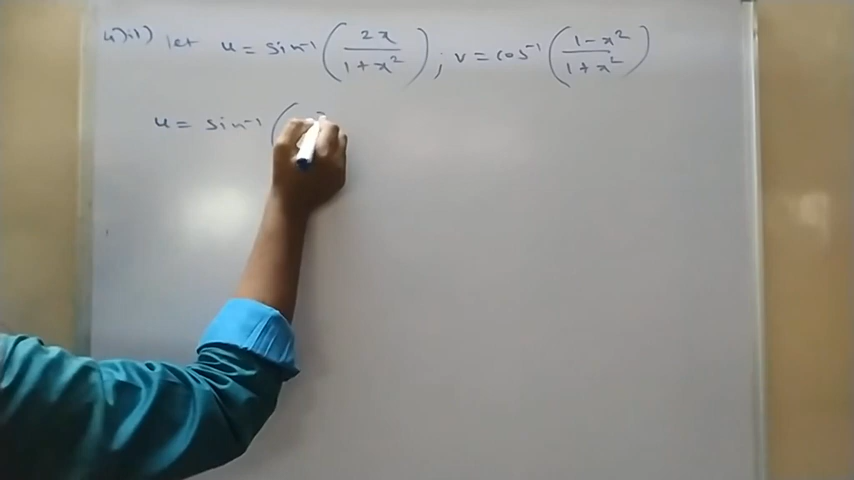 4) ii) let u = sin⁻¹ (2x / 1 + x²) ; v = cos⁻¹ (1 - x² / 1 + x²)
u = sin⁻¹ (